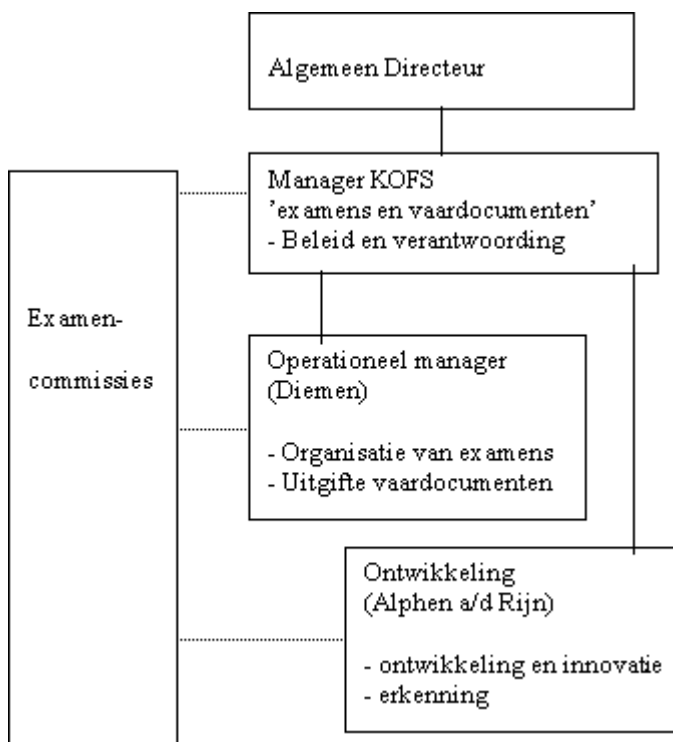 Algemeen Directeur
Manager KOFS
'examens en vaardocumenten’
- Beleid en verantwoording
Examen-
commissies
Operationeel manager
(Diemen)
- Organisatie van examens
- Uitgifte vaardocumenten
Ontwikkeling
(Alphen a/d Rijn)
- ontwikkeling en innovatie
- erkenning